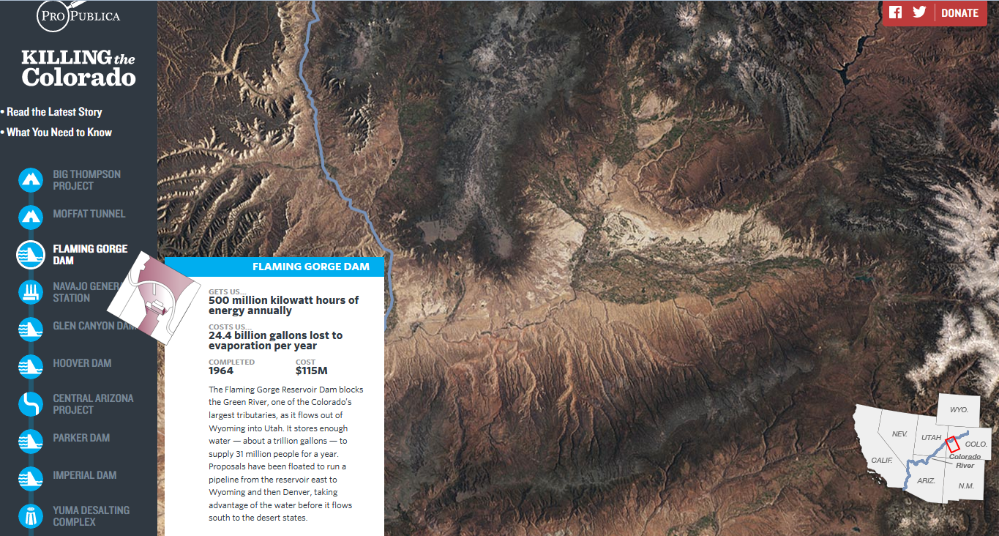 PROPUBLICA
KILLING the
Colorado
• Read the Latest Story
• What You Need to Know
BIG THOMPSON
PROJECT
MOFFAT TUNNEL
FLAMING GORGE
DAM
NAVAJO GENER
STATION
GLEN CANYON DAM
HOOVER DAM
CENTRAL ARIZONA
PROJECT
PARKER DAM
IMPERIAL DAM
YUMA DESALTING
COMPLEX
DONATE
FLAMING GORGE DAM
GETS US...
500 million kilowatt hours of
energy annually
COSTS US...
24.4 billion gallons lost to
evaporation per year
COMPLETED COST
1964 $115M
The Flaming Gorge Reservoir Dam blocks
the Green River, one of the Colorado's
largest tributaries, as it flows out of
Wyoming into Utah. It stores enough
water — about a trillion gallons — to
supply 31 million people for a year.
Proposals have been floated to run a
pipeline from the reservoir east to
Wyoming and then Denver, taking
advantage of the water before it flows
south to the desert states.
WYO.
NEV.
UTAH
COLO.
CALIF.
Colorado
River
ARIZ.
N.M.